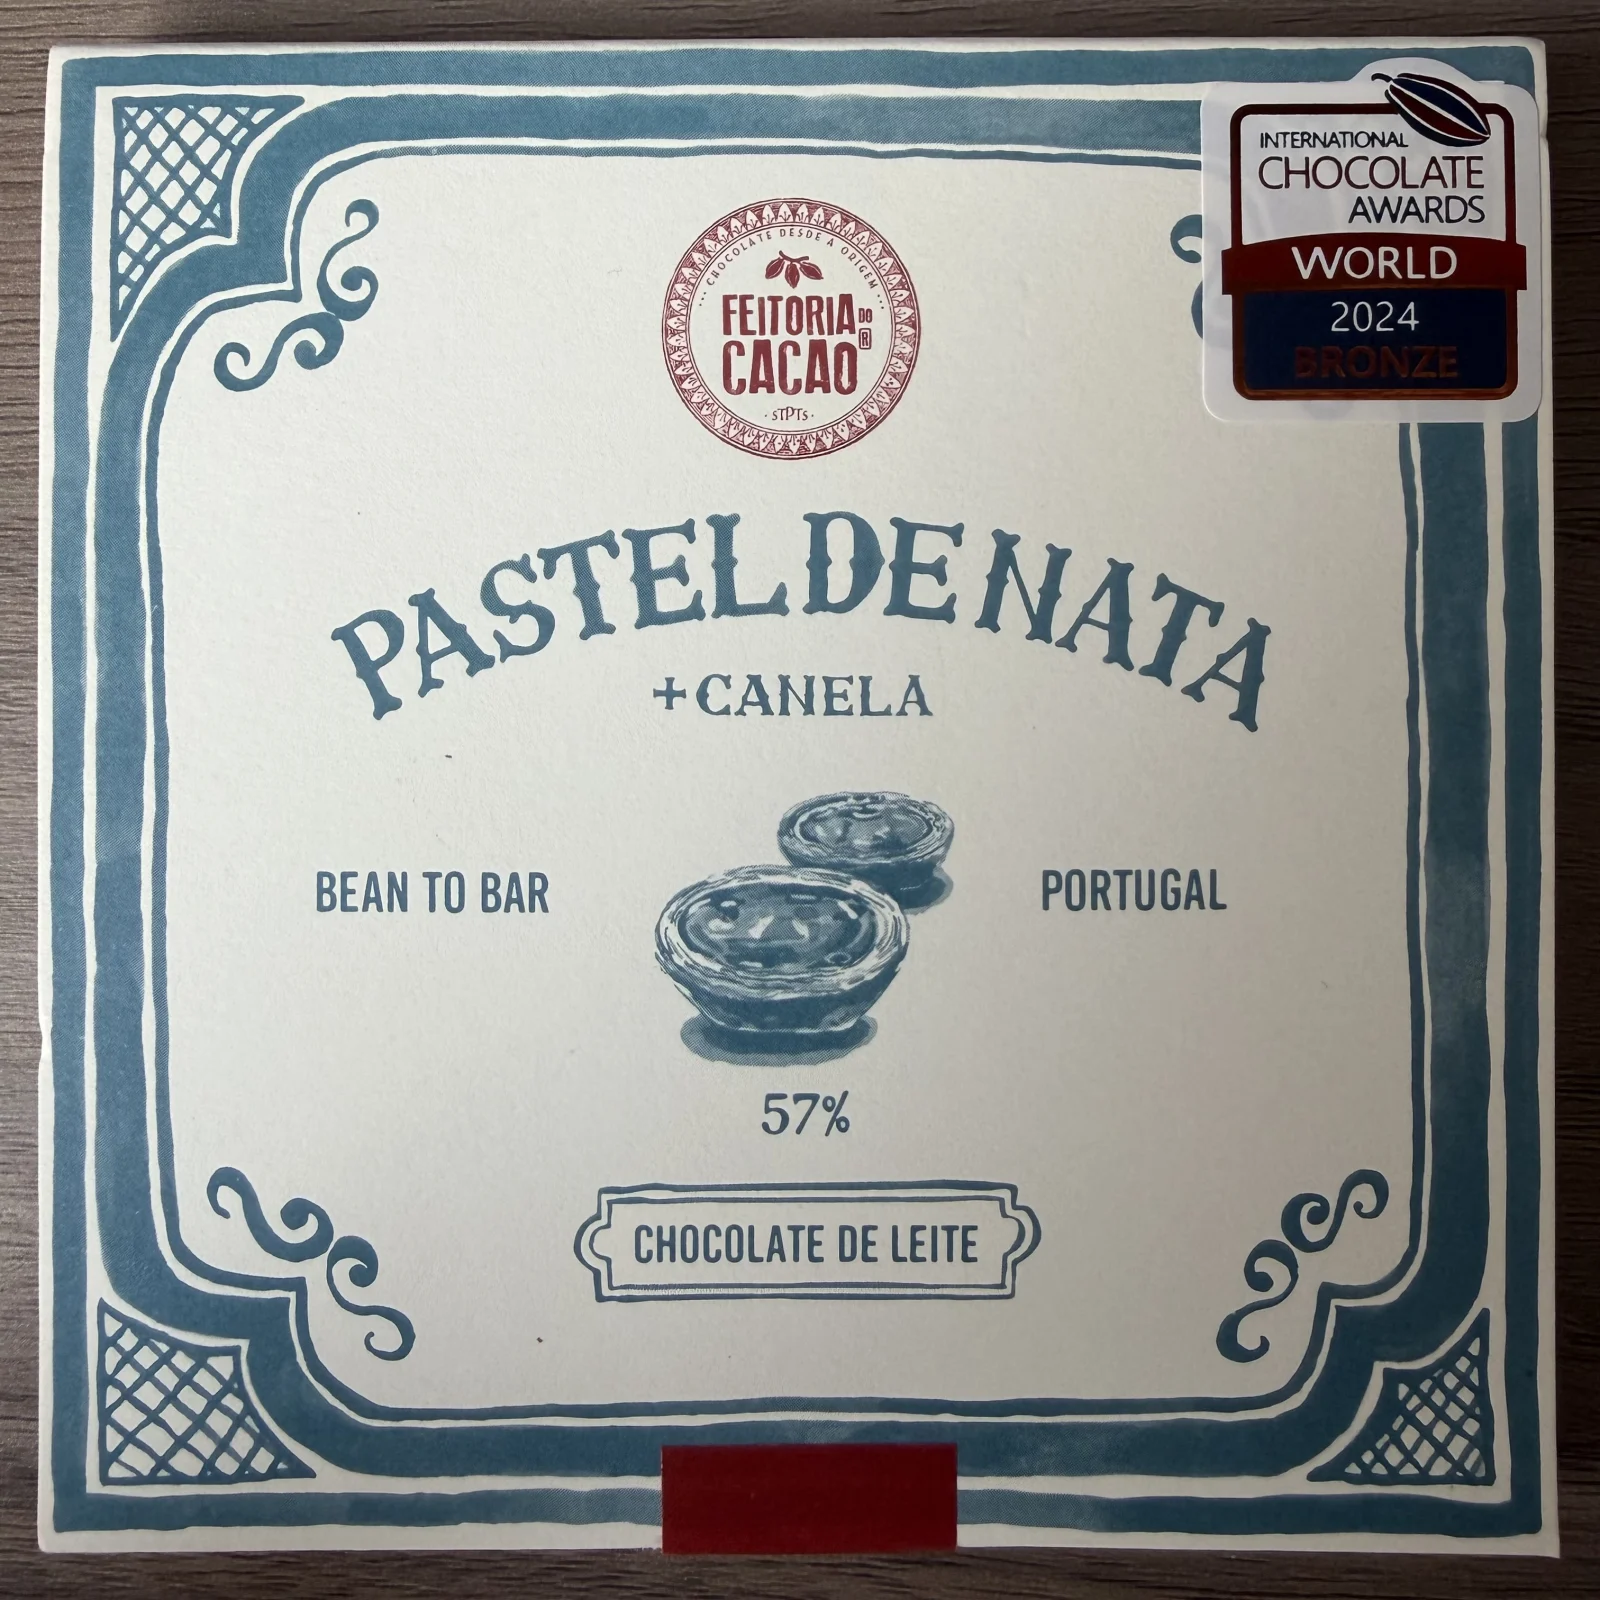 INTERNATIONAL
CHOCOLATE
AWARDS
WORLD
2024
BRONZE
CHOCOLATE DESDE A ORIGEM
FEITORIA DO
CACAO
STPTS
PASTEL DE NATA
+CANELA
BEAN TO BAR
PORTUGAL
57%
CHOCOLATE DE LEITE